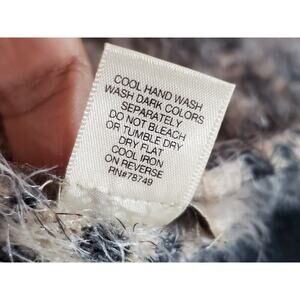 COOL HAND WASH
WASH DARK COLORS
SEPARATELY
DO NOT BLEACH
OR TUMBLE DRY
DRY FLAT
COOL IRON
ON REVERSE
RN#78749